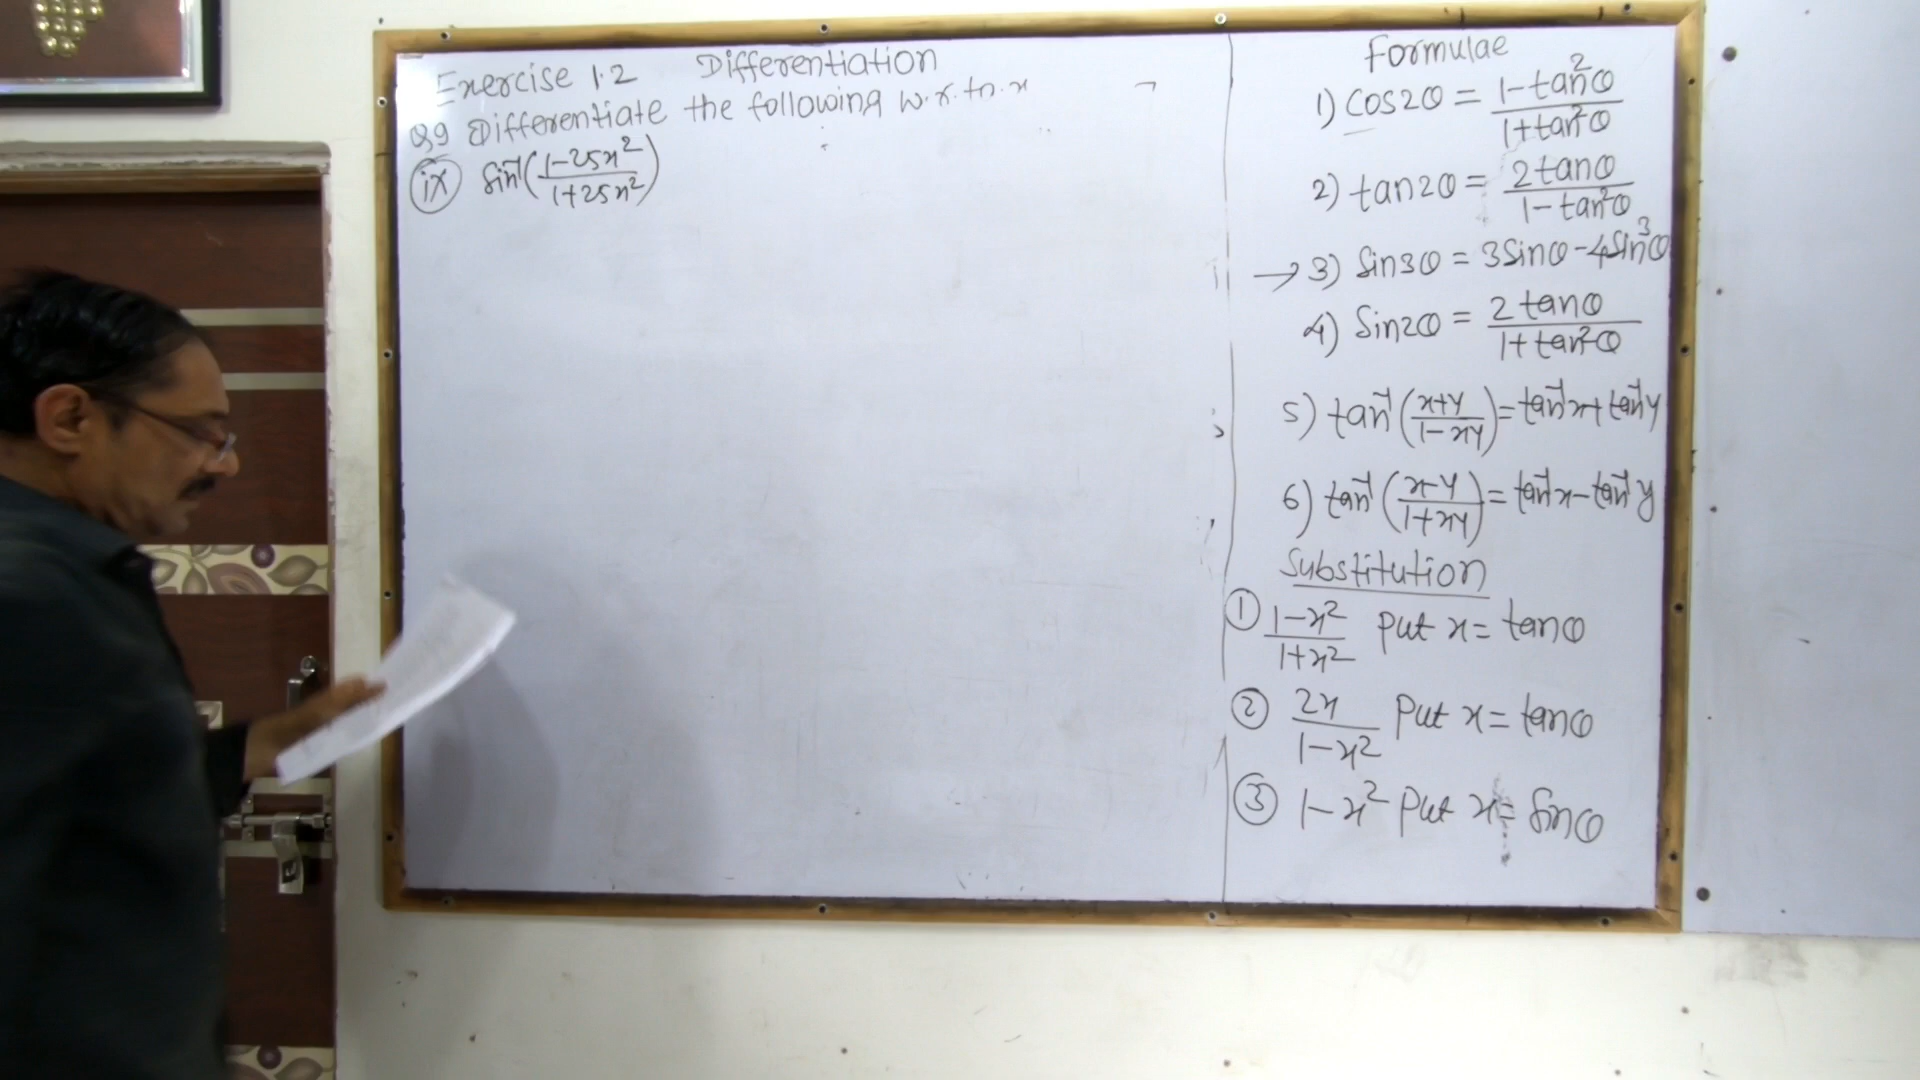 Exercise 1.2 Differentiation
Q9 Differentiate the following w.r.to.x
(ix) sin⁻¹((1-25x²)/(1+25x²))
Formulae
1) cos2θ = (1-tan²θ)/(1+tan²θ)
2) tan2θ = (2tanθ)/(1-tan²θ)
→ 3) sin3θ = 3sinθ-4sin³θ
4) sin2θ = (2tanθ)/(1+tan²θ)
5) tan⁻¹((x+y)/(1-xy)) = tan⁻¹x+tan⁻¹y
6) tan⁻¹((x-y)/(1+xy)) = tan⁻¹x-tan⁻¹y
Substitution
① (1-x²)/(1+x²) put x = tanθ
② 2x/(1-x²) Put x = tanθ
③ 1-x² Put x = sinθ